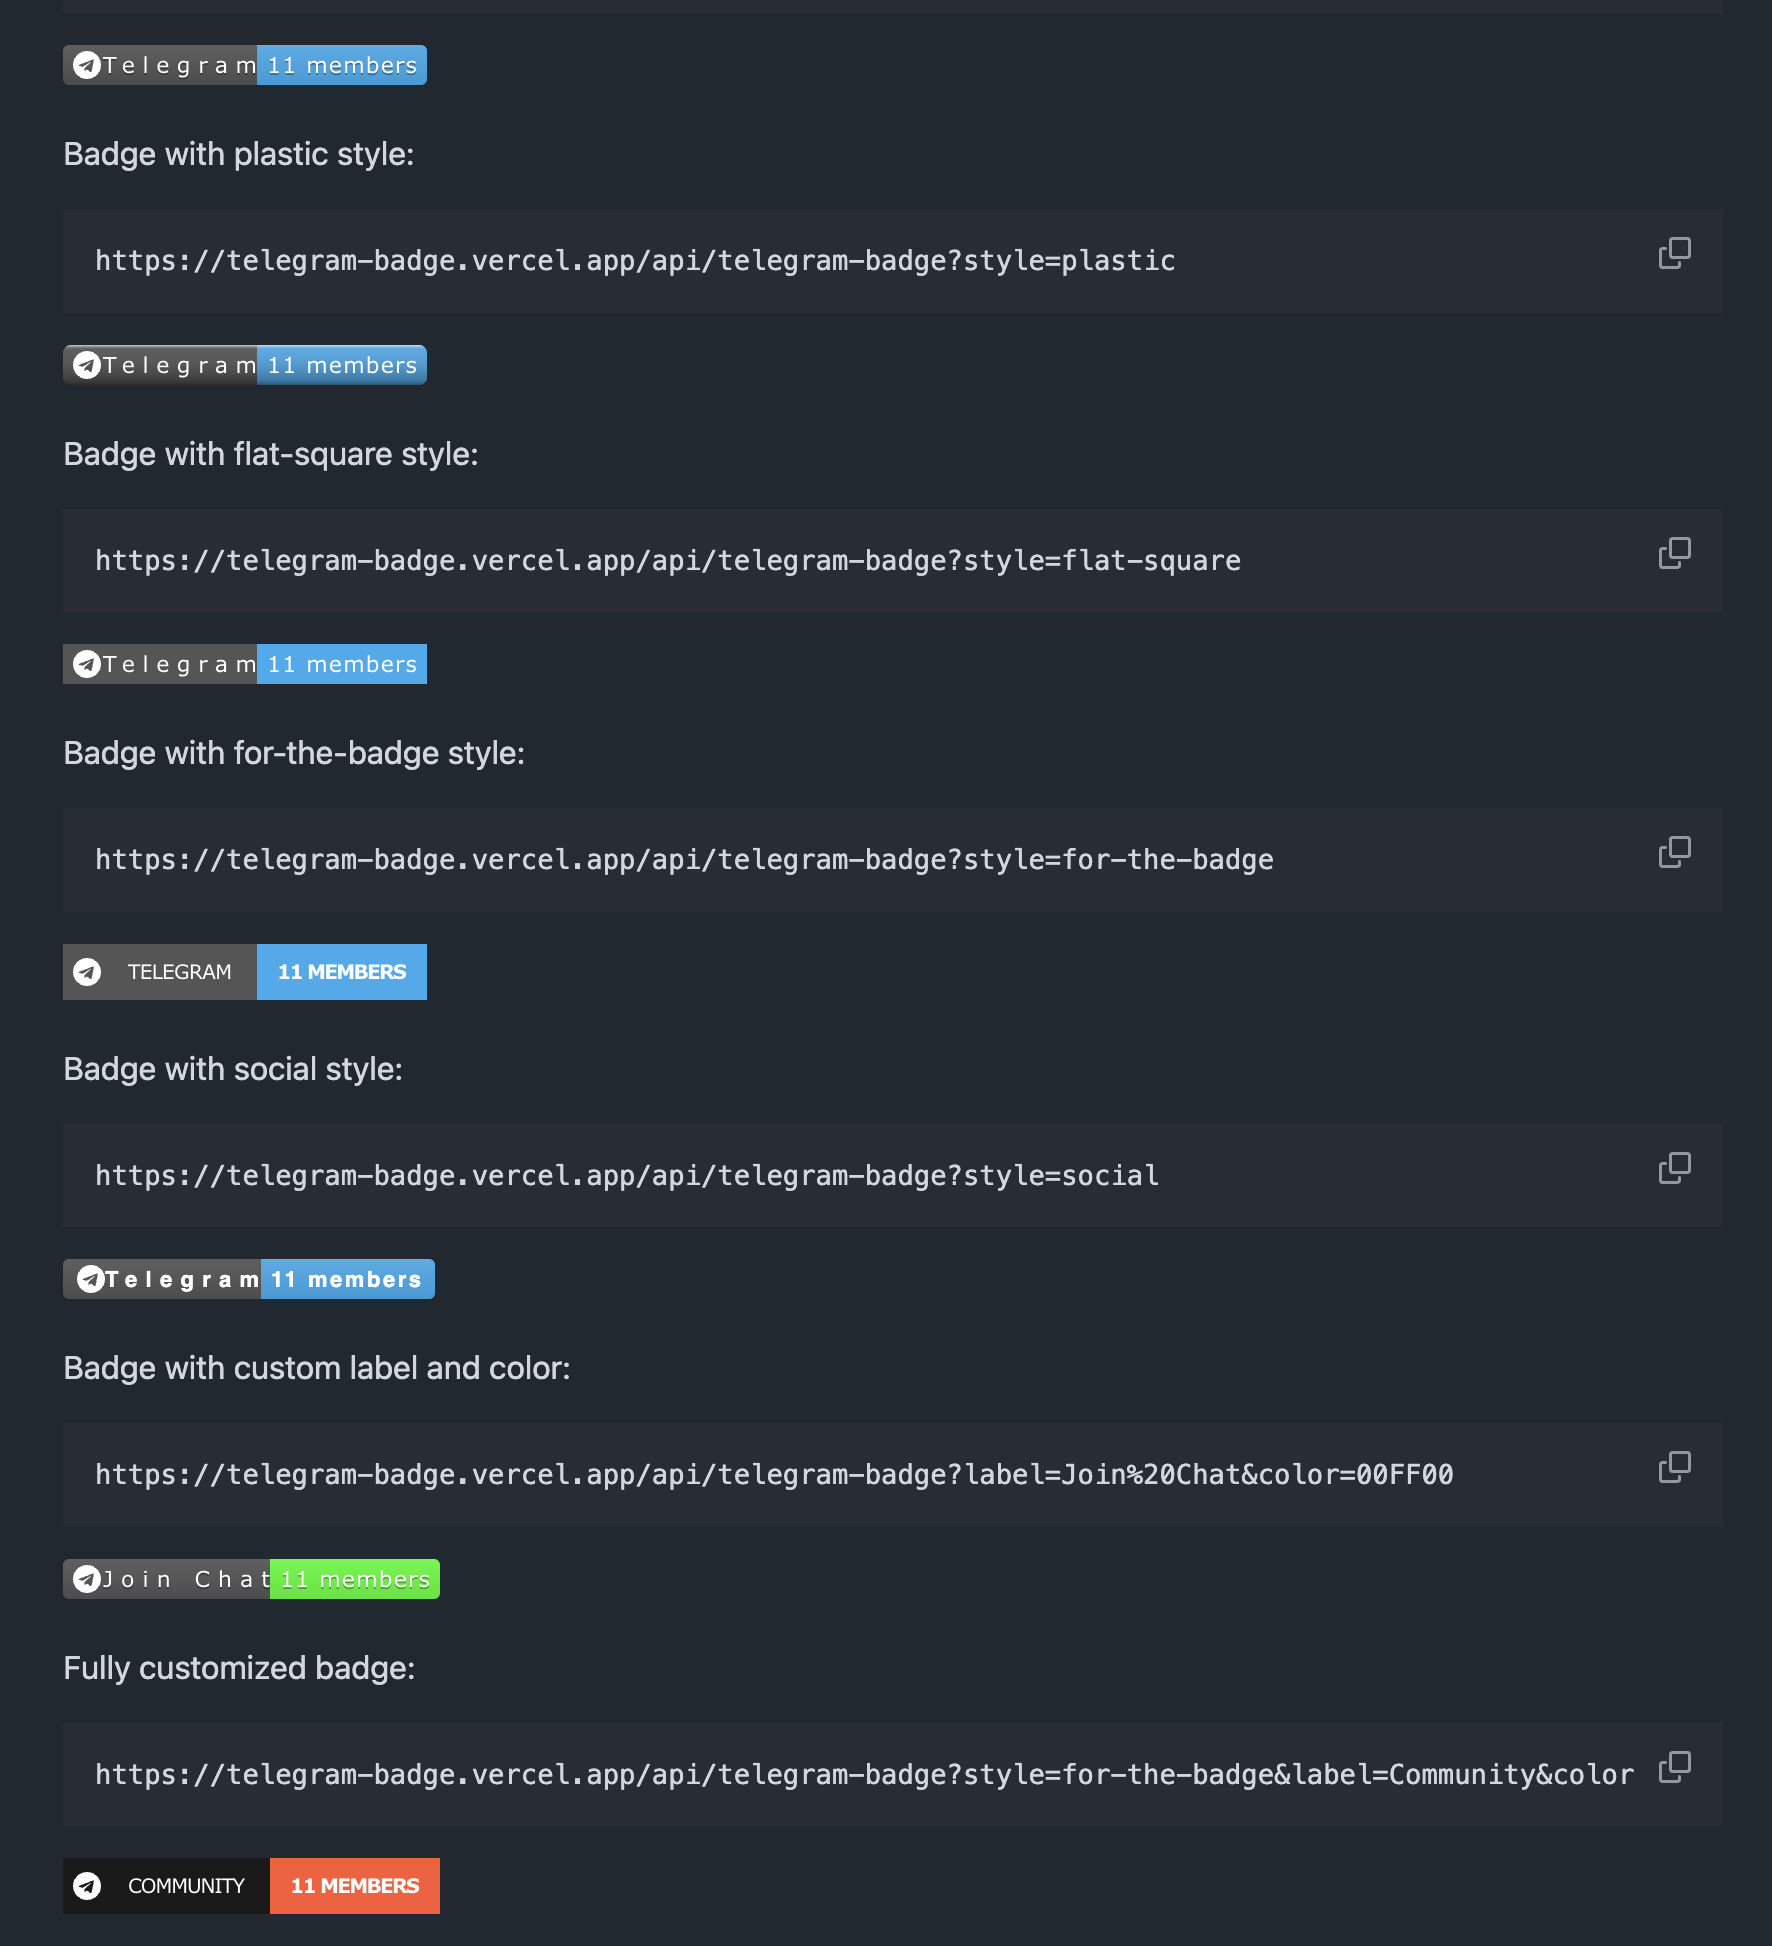 Telegram 11 members
Badge with plastic style:
https://telegram-badge.vercel.app/api/telegram-badge?style=plastic
Telegram 11 members
Badge with flat-square style:
https://telegram-badge.vercel.app/api/telegram-badge?style=flat-square
Telegram 11 members
Badge with for-the-badge style:
https://telegram-badge.vercel.app/api/telegram-badge?style=for-the-badge
TELEGRAM 11 MEMBERS
Badge with social style:
https://telegram-badge.vercel.app/api/telegram-badge?style=social
Telegram 11 members
Badge with custom label and color:
https://telegram-badge.vercel.app/api/telegram-badge?label=Join%20Chat&color=00FF00
Join Chat 11 members
Fully customized badge:
https://telegram-badge.vercel.app/api/telegram-badge?style=for-the-badge&label=Community&color
COMMUNITY 11 MEMBERS